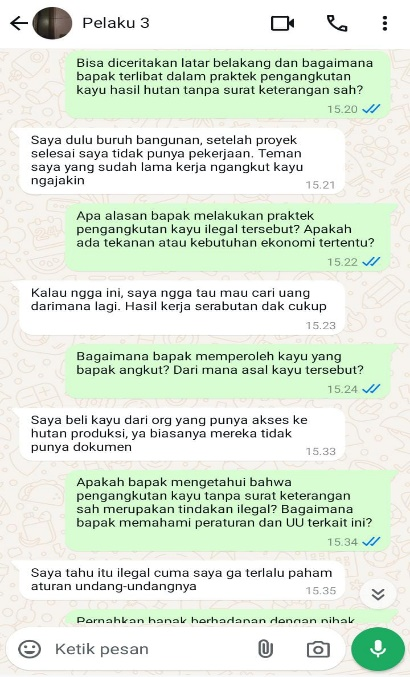 Pelaku 3
Bisa diceritakan latar belakang dan bagaimana
bapak terlibat dalam praktek pengangkutan
kayu hasil hutan tanpa surat keterangan sah?
15.20
Saya dulu buruh bangunan, setelah proyek
selesai saya tidak punya pekerjaan. Teman
saya yang sudah lama kerja ngangkut kayu
ngajakin
15.21
Apa alasan bapak melakukan praktek
pengangkutan kayu ilegal tersebut? Apakah
ada tekanan atau kebutuhan ekonomi tertentu?
15.22
Kalau ngga ini, saya ngga tau mau cari uang
darimana lagi. Hasil kerja serabutan dak cukup
15.23
Bagaimana bapak memperoleh kayu yang
bapak angkut? Dari mana asal kayu tersebut?
15.24
Saya beli kayu dari org yang punya akses ke
hutan produksi, ya biasanya mereka tidak
punya dokumen
15.33
Apakah bapak mengetahui bahwa
pengangkutan kayu tanpa surat keterangan
sah merupakan tindakan ilegal? Bagaimana
bapak memahami peraturan dan UU terkait ini?
15.34
Saya tahu itu ilegal cuma saya ga terlalu paham
aturan undang-undangnya
15.35
Pernahkan bapak berhadapan dengan pihak
Ketik pesan